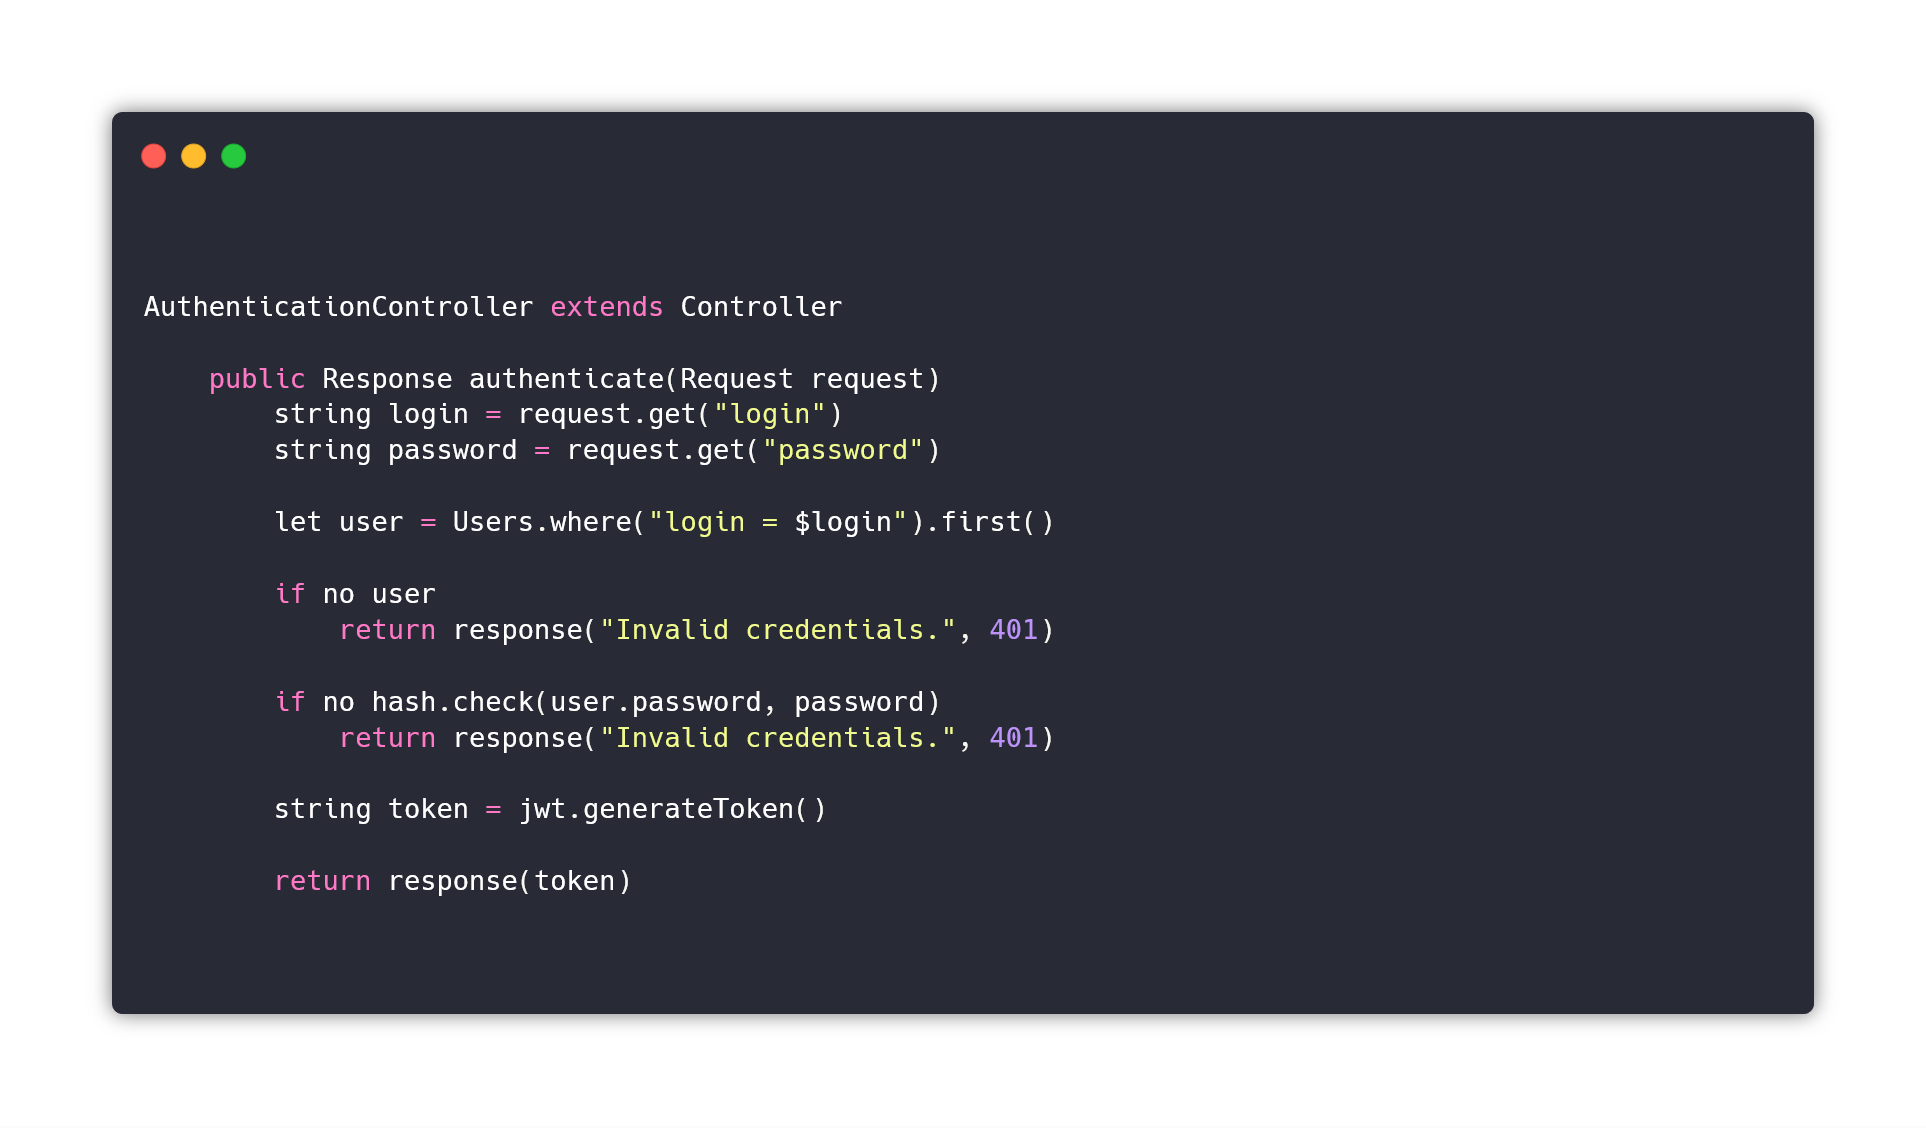 AuthenticationController extends Controller
public Response authenticate(Request request)
string login = request.get("login")
string password = request.get("password")
let user = Users.where("login = $login").first()
if no user
return response("Invalid credentials.", 401)
if no hash.check(user.password, password)
return response("Invalid credentials.", 401)
string token = jwt.generateToken()
return response(token)